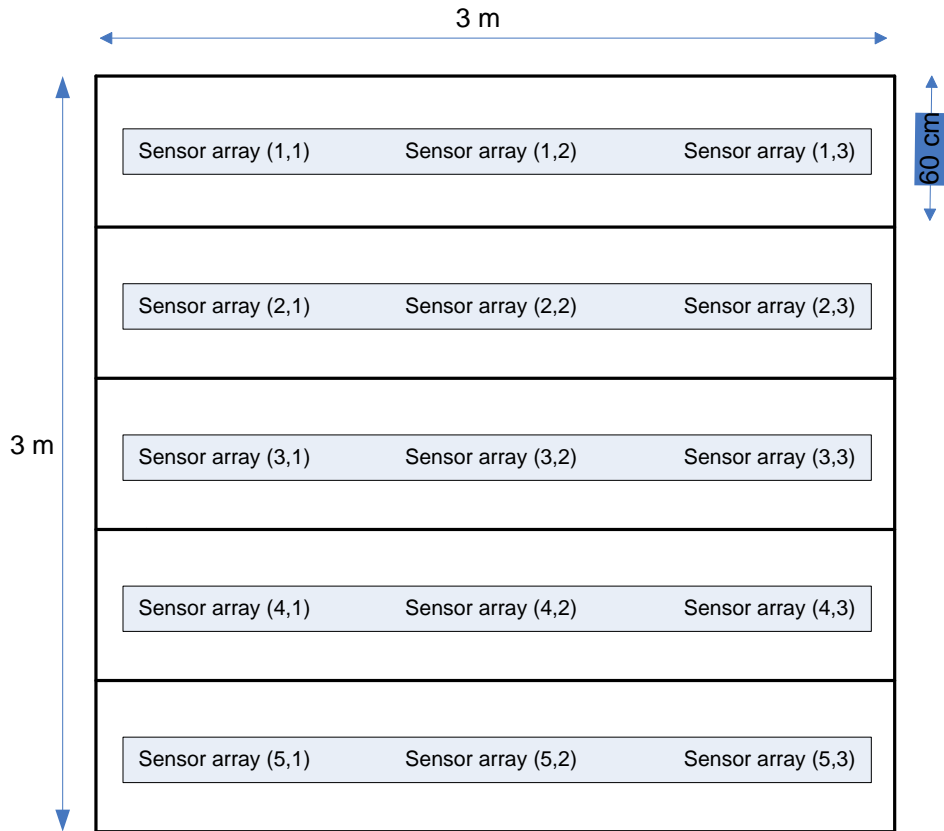 3 m
60 cm
Sensor array (1,1) Sensor array (1,2) Sensor array (1,3)
Sensor array (2,1) Sensor array (2,2) Sensor array (2,3)
3 m
Sensor array (3,1) Sensor array (3,2) Sensor array (3,3)
Sensor array (4,1) Sensor array (4,2) Sensor array (4,3)
Sensor array (5,1) Sensor array (5,2) Sensor array (5,3)